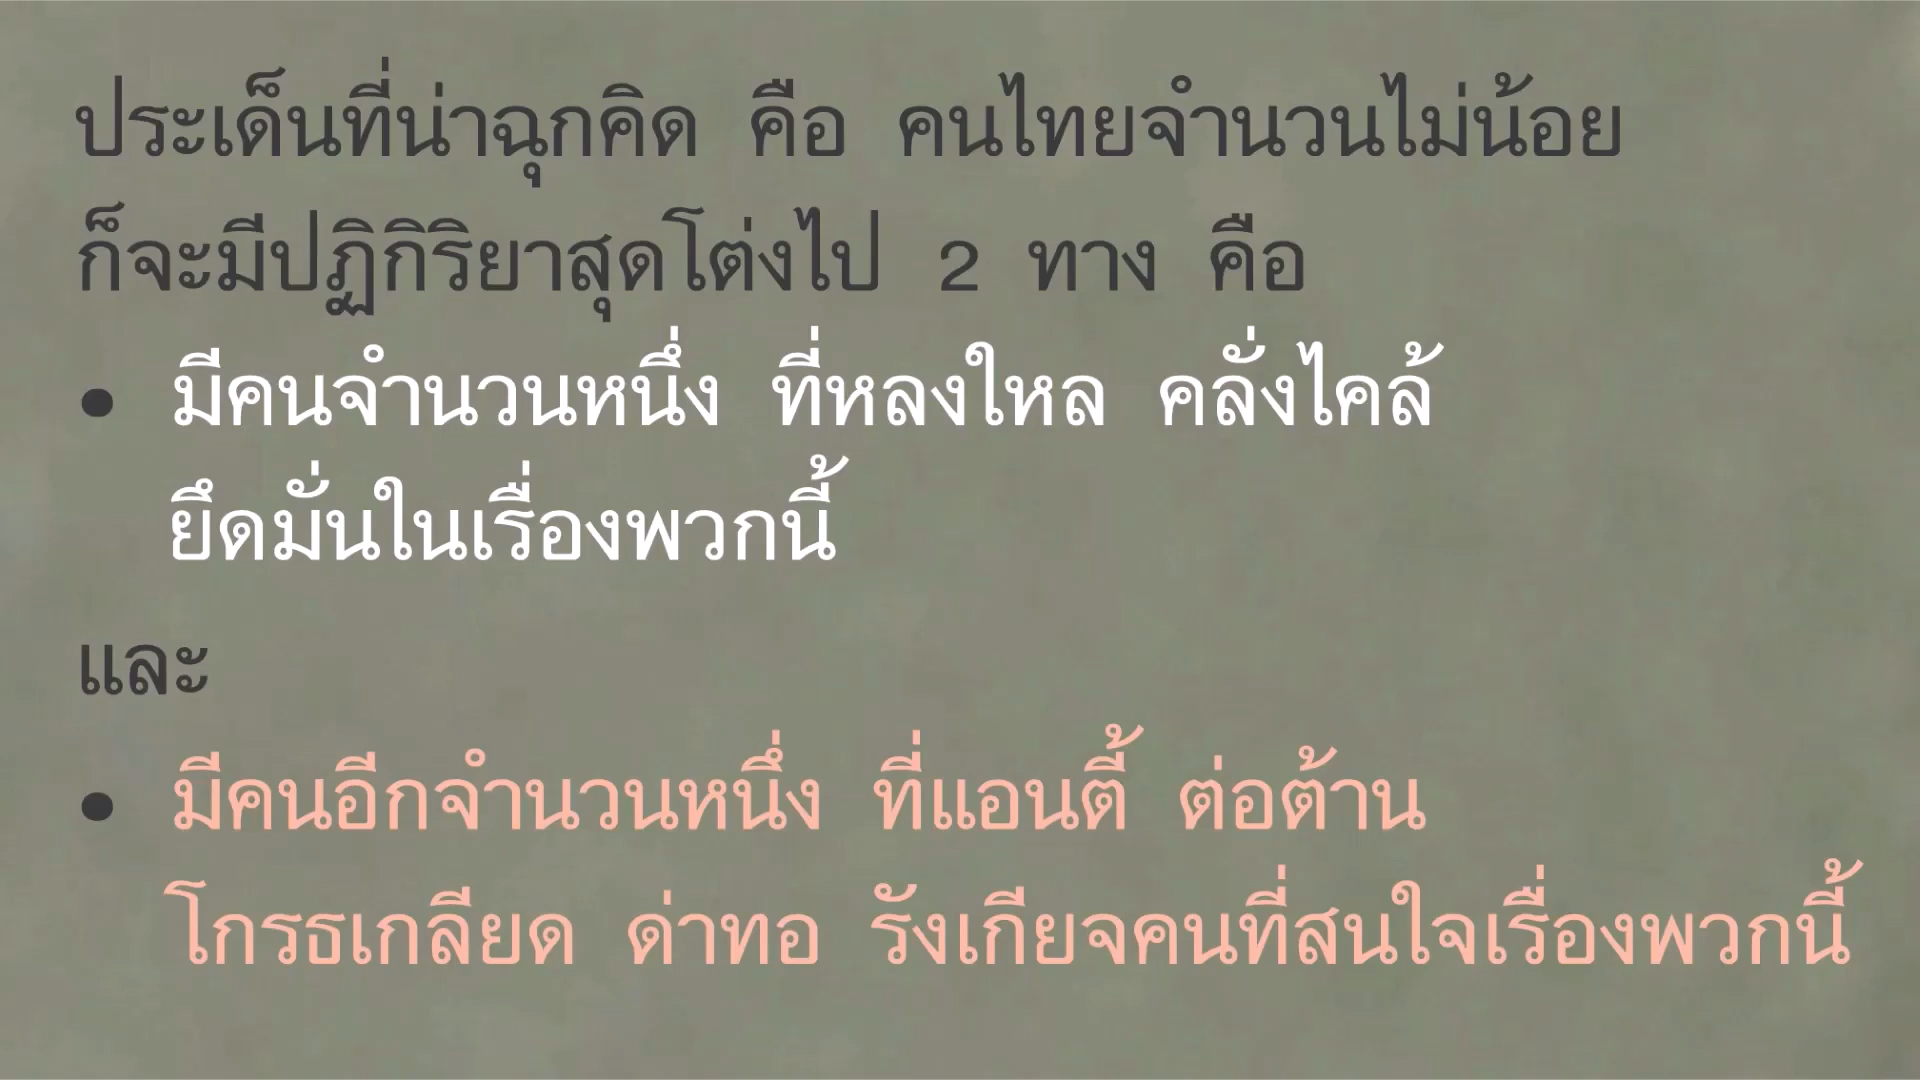 ประเด็นที่น่าฉุกคิด คือ คนไทยจำนวนไม่น้อย
ก็จะมีปฏิกิริยาสุดโต่งไป 2 ทาง คือ
• มีคนจำนวนหนึ่ง ที่หลงใหล คลั่งไคล้
ยึดมั่นในเรื่องพวกนี้
และ
• มีคนอีกจำนวนหนึ่ง ที่แอนตี้ ต่อต้าน
โกรธเกลียด ด่าทอ รังเกียจคนที่สนใจเรื่องพวกนี้